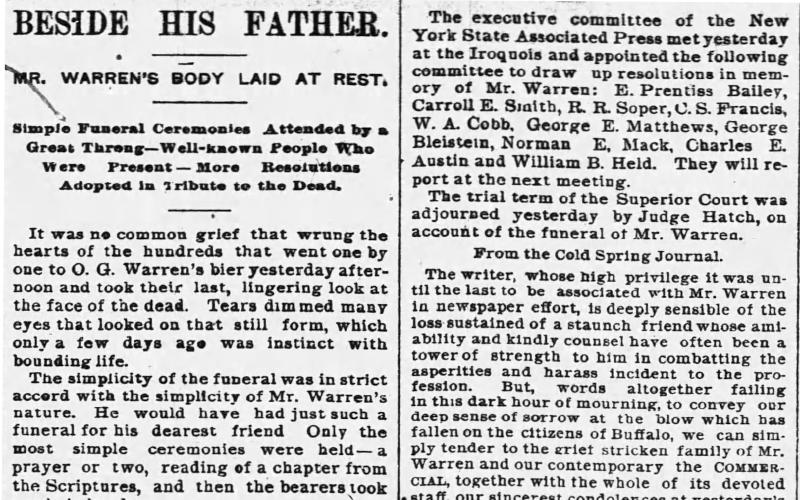 BESIDE HIS FATHER.
MR. WARREN'S BODY LAID AT REST.
Simple Funeral Ceremonies Attended by a
Great Throng—Well-known People Who
Were Present — More Resolutions
Adopted in Tribute to the Dead.
It was no common grief that wrung the
hearts of the hundreds that went one by
one to O. G. Warren's bier yesterday after-
noon and took their last, lingering look at
the face of the dead. Tears dimmed many
eyes that looked on that still form, which
only a few days ago was instinct with
bounding life.
The simplicity of the funeral was in strict
accord with the simplicity of Mr. Warren's
nature. He would have had just such a
funeral for his dearest friend Only the
most simple ceremonies were held—a
prayer or two, reading of a chapter from
the Scriptures, and then the bearers took
The executive committee of the New
York State Associated Press met yesterday
at the Iroquois and appointed the following
committee to draw up resolutions in mem-
ory of Mr. Warren: E. Prentiss Bailey,
Carroll E. Smith, R. R. Soper, C. S. Francis,
W. A. Cobb, George E. Matthews, George
Bleistein, Norman E, Mack, Charles E.
Austin and William B. Held. They will re-
port at the next meeting.
The trial term of the Superior Court was
adjourned yesterday by Judge Hatch, on
account of the funeral of Mr. Warren.
From the Cold Spring Journal.
The writer, whose high privilege it was un-
til the last to be associated with Mr. Warren
in newspaper effort, is deeply sensible of the
loss sustained of a staunch friend whose ami-
ability and kindly counsel have often been a
tower of strength to him in combatting the
asperities and harass incident to the pro-
fession. But, words altogether failing
in this dark hour of mourning, to convey our
deep sense of sorrow at the blow which has
fallen on the citizens of Buffalo, we can sim-
ply tender to the grief stricken family of Mr.
Warren and our contemporary the COMMER-
CIAL, together with the whole of its devoted
staff, our sincerest condolences at yesterday's